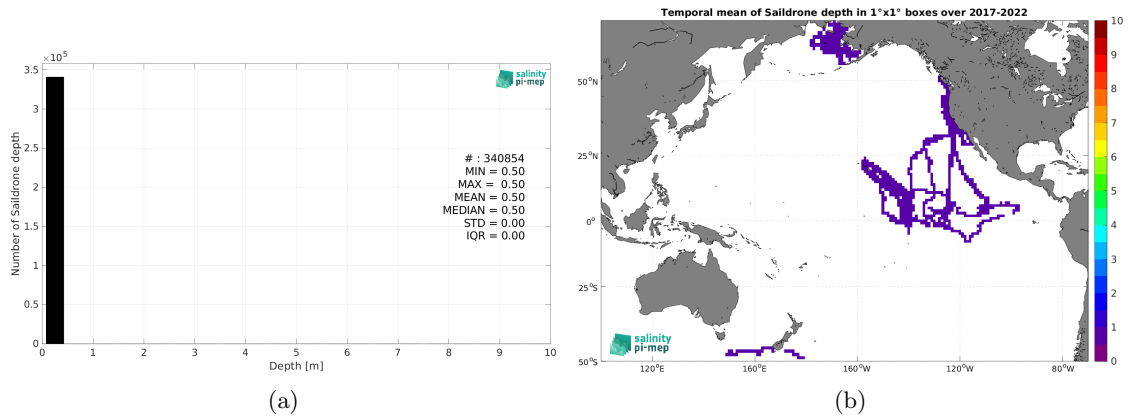 ×10⁵
3.5
3
2.5
2
1.5
1
0.5
0
Number of Saildrone depth
0 1 2 3 4 5 6 7 8 9 10
Depth [m]
salinity
pi-mep
# : 340854
MIN = 0.50
MAX = 0.50
MEAN = 0.50
MEDIAN = 0.50
STD = 0.00
IQR = 0.00
(a)
Temporal mean of Saildrone depth in 1°x1° boxes over 2017-2022
50°N
25°N
0°
25°S
50°S
120°E 160°E 160°W 120°W 80°W
salinity
pi-mep
10
9
8
7
6
5
4
3
2
1
0
(b)